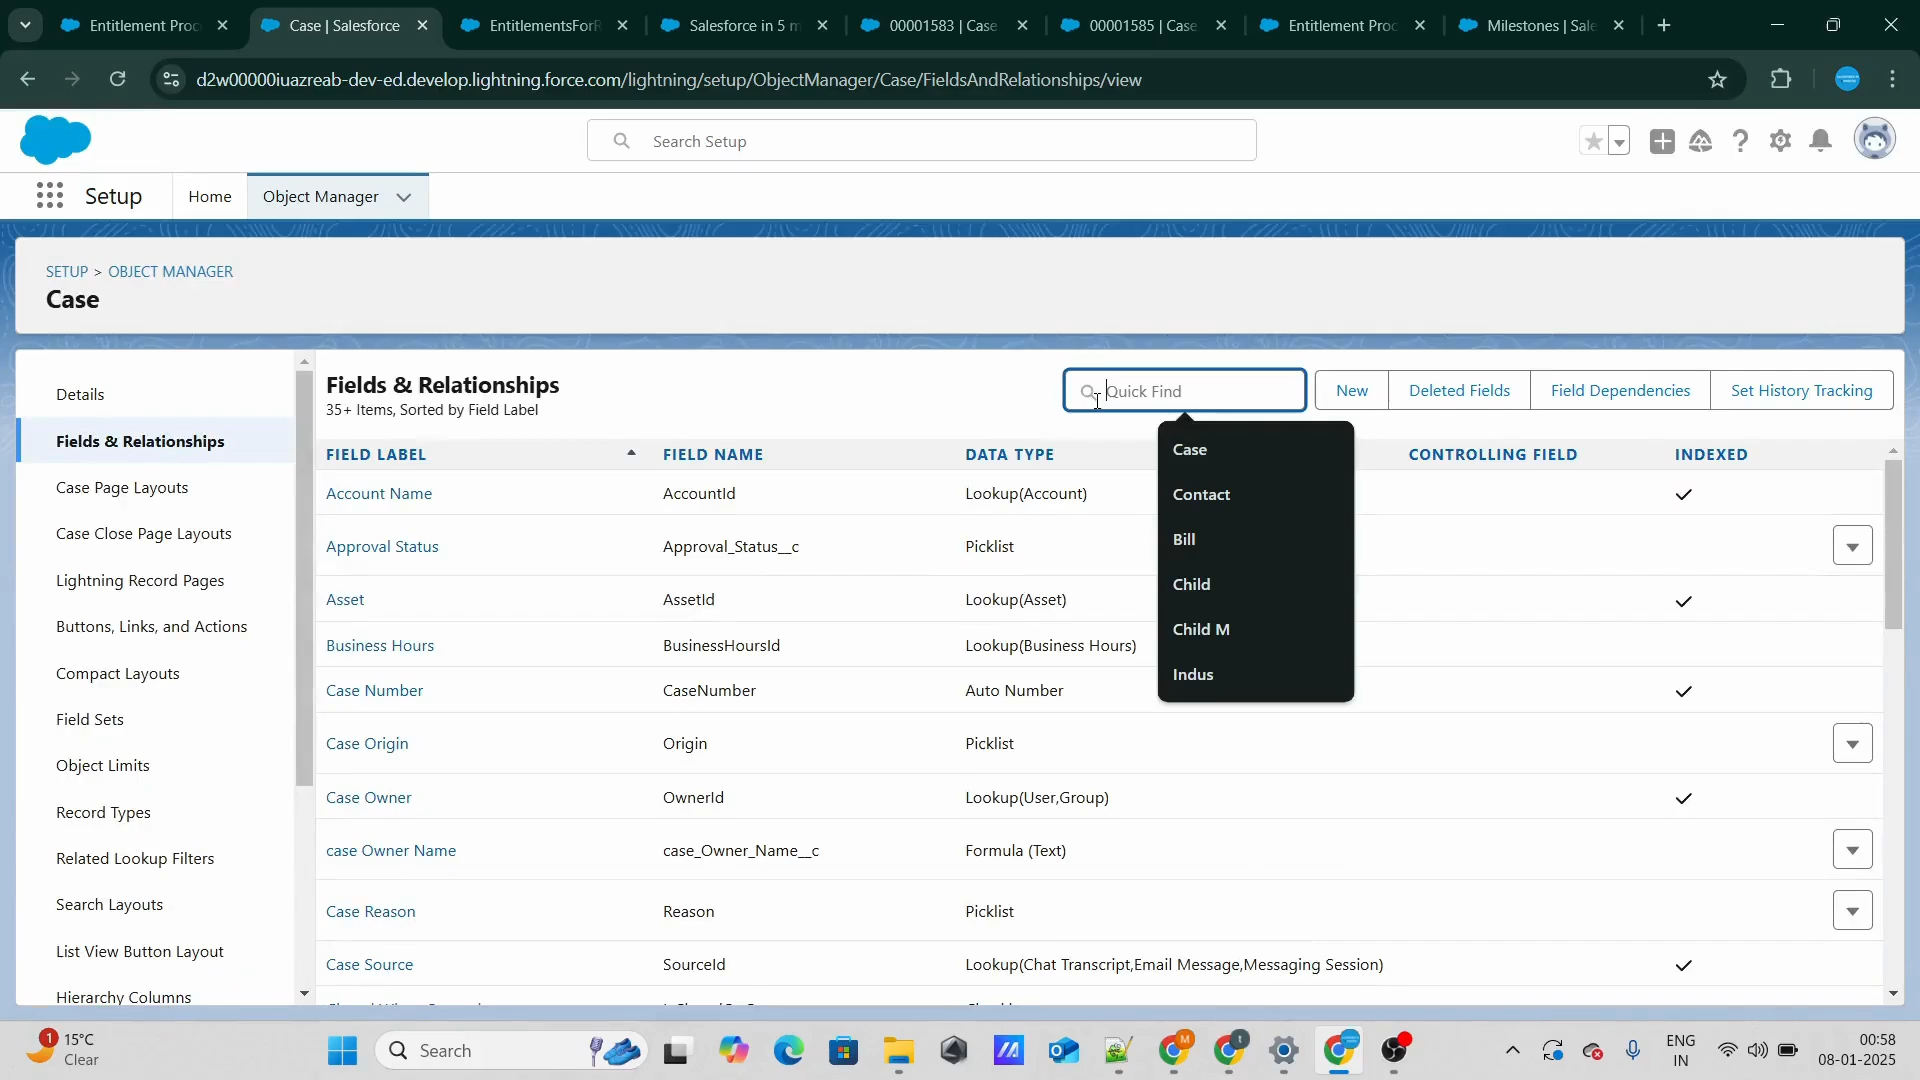 Entitlement Proc
Case | Salesforce
EntitlementsForR
Salesforce in 5 m
00001583 | Case
00001585 | Case
Entitlement Proc
Milestones | Sale
d2w00000iuazreab-dev-ed.develop.lightning.force.com/lightning/setup/ObjectManager/Case/FieldsAndRelationships/view
Search Setup
Setup
Home
Object Manager
SETUP > OBJECT MANAGER
Case
Details
Fields & Relationships
Case Page Layouts
Case Close Page Layouts
Lightning Record Pages
Buttons, Links, and Actions
Compact Layouts
Field Sets
Object Limits
Record Types
Related Lookup Filters
Search Layouts
List View Button Layout
Hierarchy Columns
Fields & Relationships
35+ Items, Sorted by Field Label
Quick Find
New
Deleted Fields
Field Dependencies
Set History Tracking
Case
Contact
Bill
Child
Child M
Indus
FIELD LABEL FIELD NAME DATA TYPE CONTROLLING FIELD INDEXED
Account Name AccountId Lookup(Account)
Approval Status Approval_Status__c Picklist
Asset AssetId Lookup(Asset)
Business Hours BusinessHoursId Lookup(Business Hours)
Case Number CaseNumber Auto Number
Case Origin Origin Picklist
Case Owner OwnerId Lookup(User,Group)
case Owner Name case_Owner_Name__c Formula (Text)
Case Reason Reason Picklist
Case Source SourceId Lookup(Chat Transcript,Email Message,Messaging Session)
1
15°C
Clear
Search
M
t
ENG
IN
00:58
08-01-2025